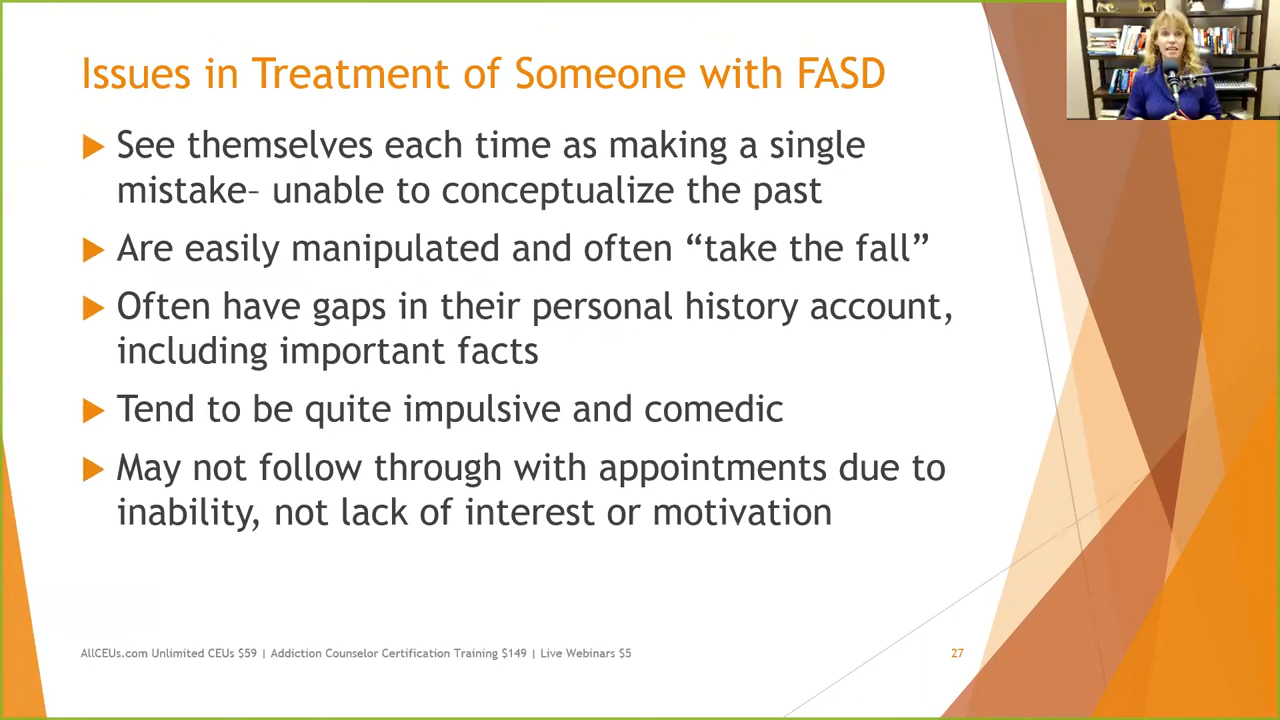 Issues in Treatment of Someone with FASD
See themselves each time as making a single
mistake– unable to conceptualize the past
Are easily manipulated and often “take the fall”
Often have gaps in their personal history account,
including important facts
Tend to be quite impulsive and comedic
May not follow through with appointments due to
inability, not lack of interest or motivation
AllCEUs.com Unlimited CEUs $59 | Addiction Counselor Certification Training $149 | Live Webinars $5
27